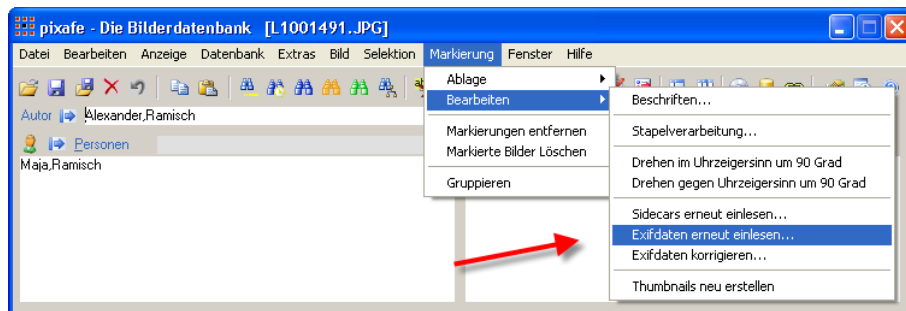 pixafe - Die Bilderdatenbank [L1001491.JPG]
Datei Bearbeiten Anzeige Datenbank Extras Bild Selektion Markierung Fenster Hilfe
Autor Alexander,Ramisch
Personen
Maja,Ramisch
Ablage
Bearbeiten
Markierungen entfernen
Markierte Bilder Löschen
Gruppieren
Beschriften...
Stapelverarbeitung...
Drehen im Uhrzeigersinn um 90 Grad
Drehen gegen Uhrzeigersinn um 90 Grad
Sidecars erneut einlesen...
Exifdaten erneut einlesen...
Exifdaten korrigieren...
Thumbnails neu erstellen